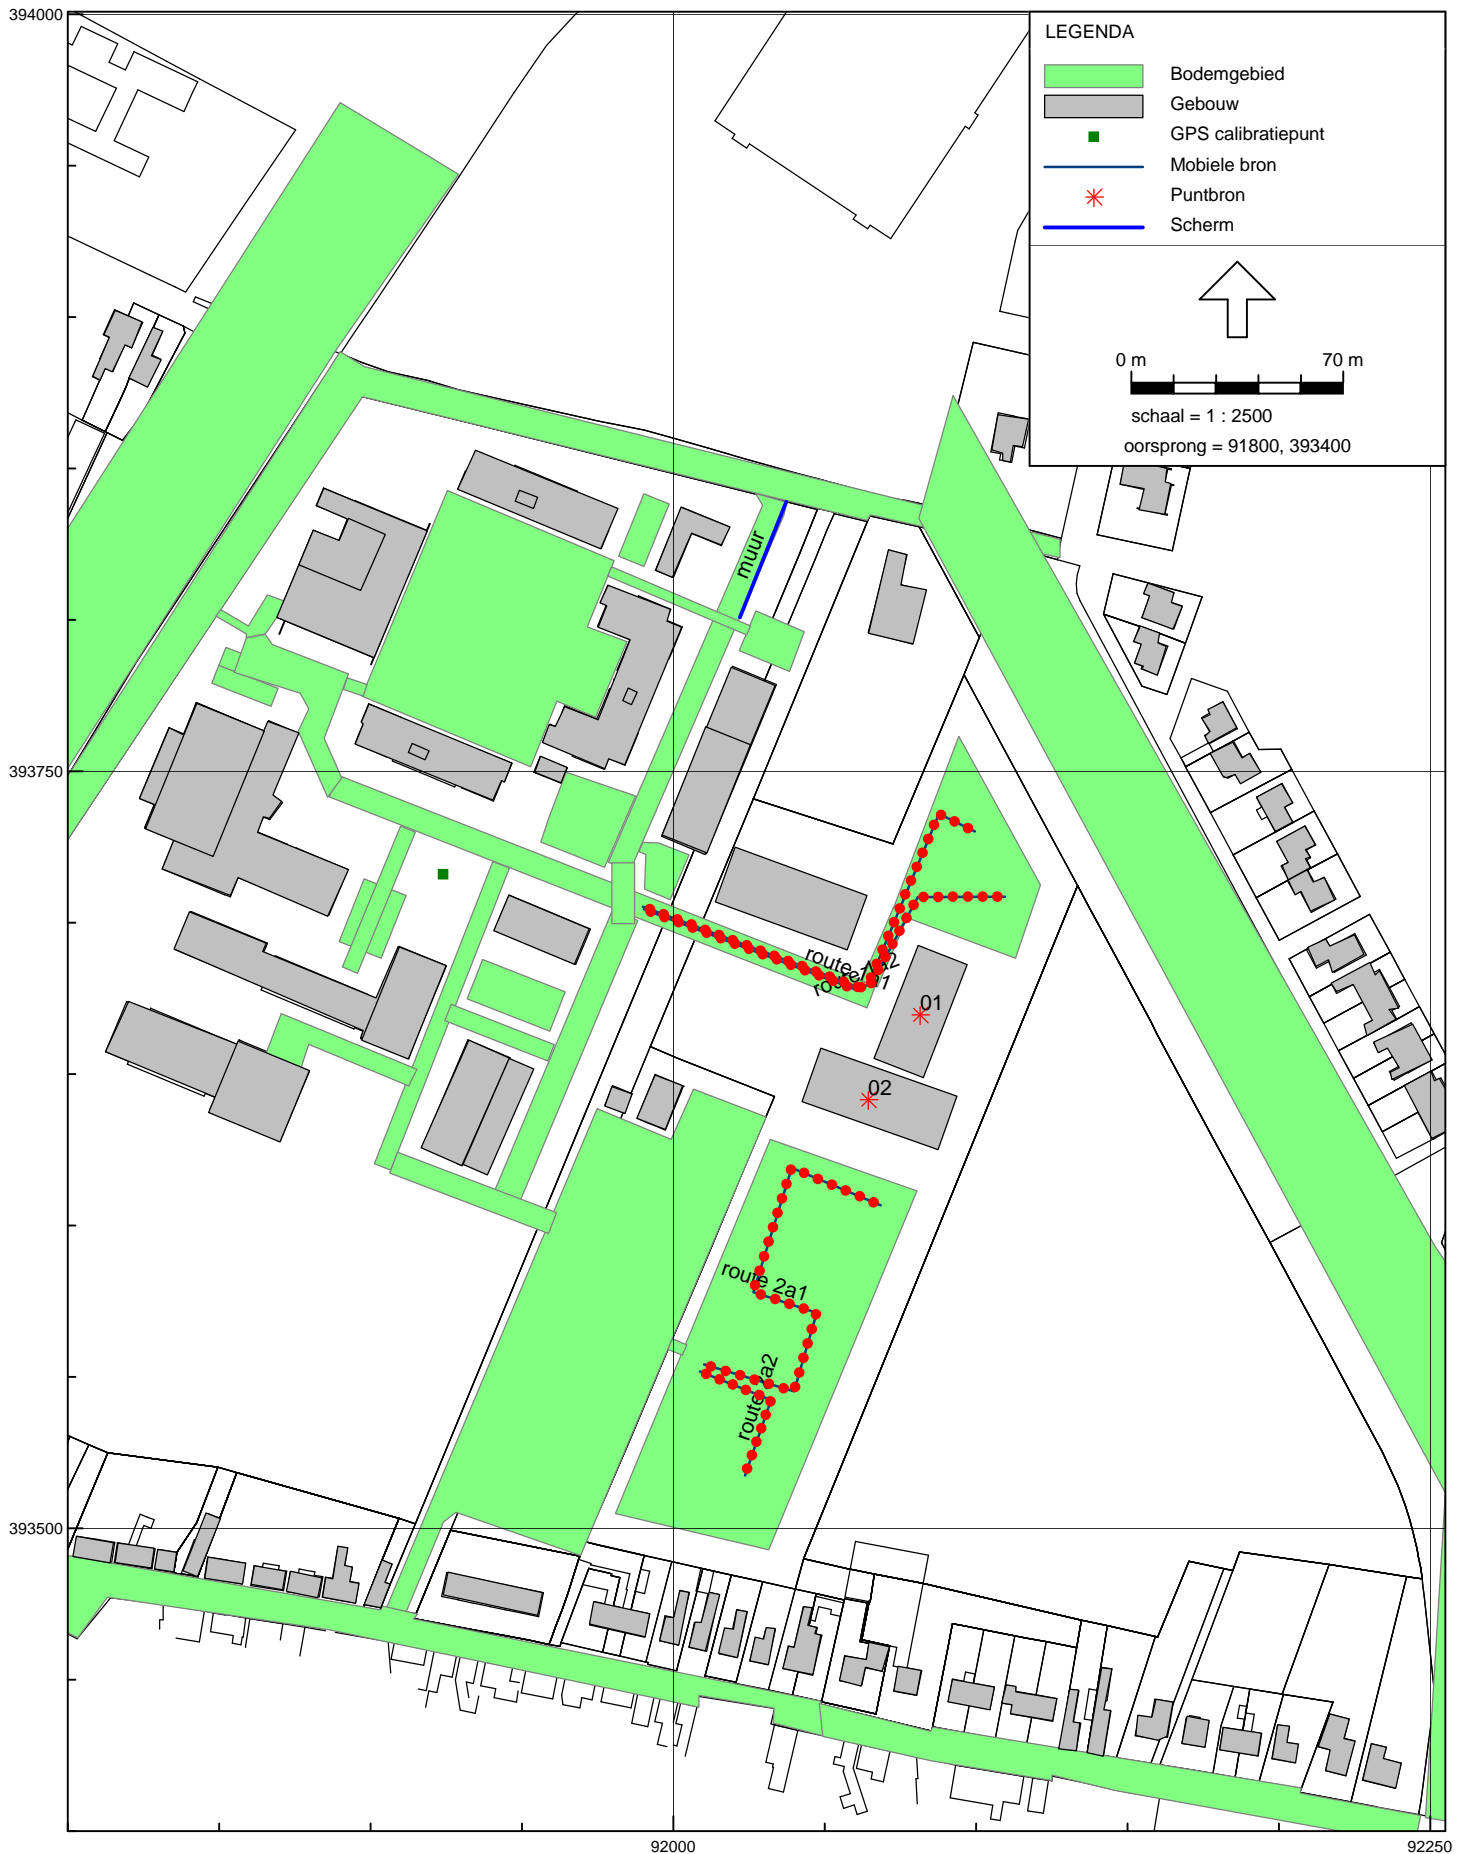 394000
LEGENDA
Bodemgebied
Gebouw
GPS calibratiepunt
Mobiele bron
Puntbron
Scherm
0 m
70 m
schaal = 1 : 2500
oorsprong = 91800, 393400
muur
393750
route
01
02
route 2a1
393500
92000
92250